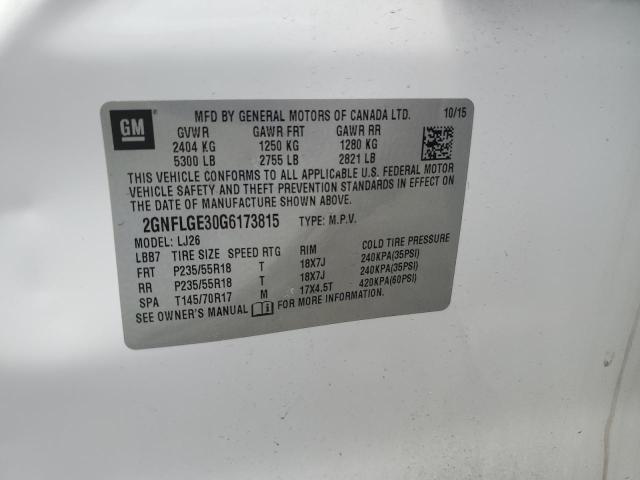 MFD BY GENERAL MOTORS OF CANADA LTD. 10/15
GM
GVWR GAWR FRT GAWR RR
2404 KG 1250 KG 1280 KG
5300 LB 2755 LB 2821 LB
THIS VEHICLE CONFORMS TO ALL APPLICABLE U.S. FEDERAL MOTOR
VEHICLE SAFETY AND THEFT PREVENTION STANDARDS IN EFFECT ON
THE DATE OF MANUFACTURE SHOWN ABOVE.
2GNFLGE30G6173815 TYPE: M.P.V.
MODEL: LJ26
LBB7 TIRE SIZE SPEED RTG RIM COLD TIRE PRESSURE
FRT P235/55R18 T 18X7J 240KPA(35PSI)
RR P235/55R18 T 18X7J 240KPA(35PSI)
SPA T145/70R17 M 17X4.5T 420KPA(60PSI)
SEE OWNER'S MANUAL FOR MORE INFORMATION.